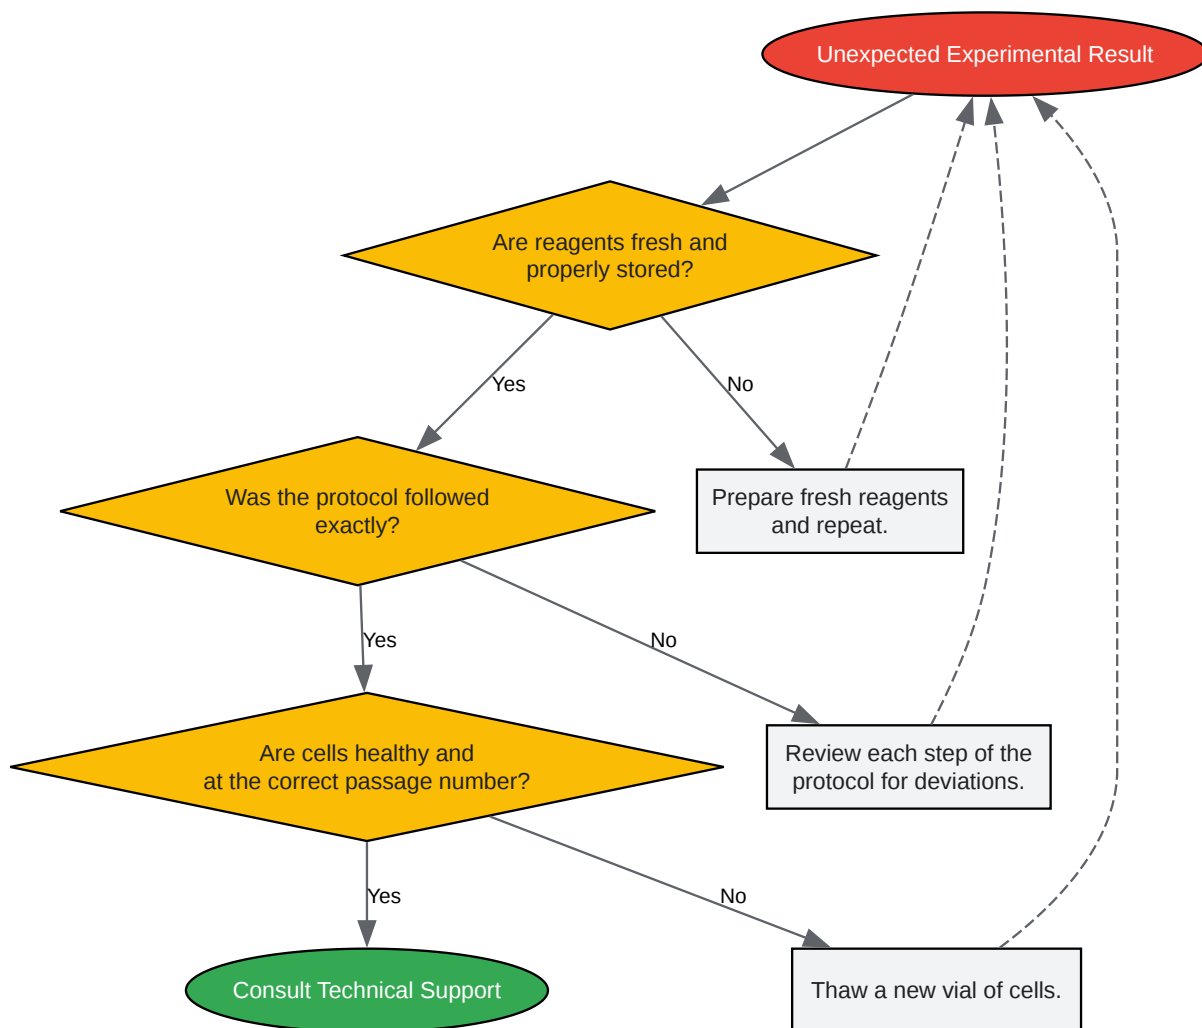 Unexpected Experimental Result
Are reagents fresh and
properly stored?
Yes
No
Was the protocol followed
exactly?
Prepare fresh reagents
and repeat.
Yes
No
Are cells healthy and
at the correct passage number?
Review each step of the
protocol for deviations.
Yes
No
Consult Technical Support
Thaw a new vial of cells.